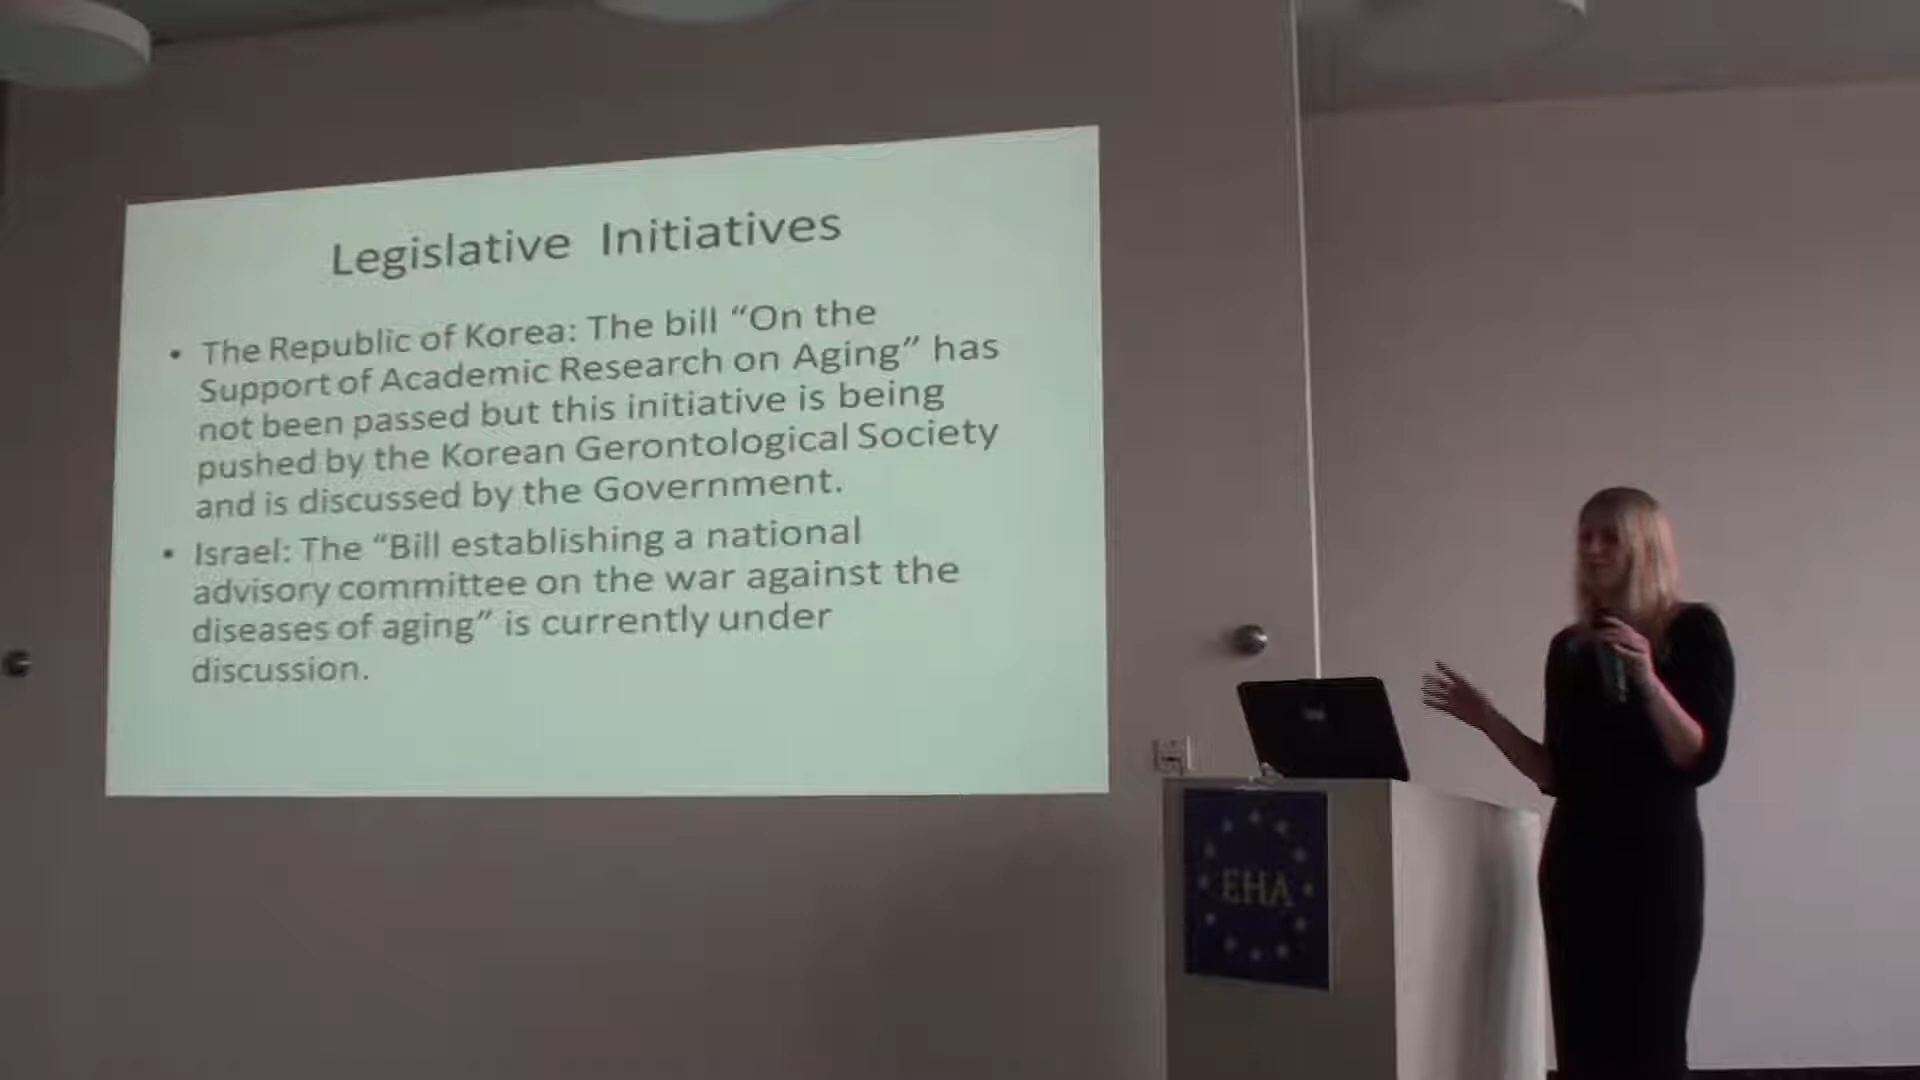 Legislative Initiatives
• The Republic of Korea: The bill “On the
Support of Academic Research on Aging” has
not been passed but this initiative is being
pushed by the Korean Gerontological Society
and is discussed by the Government.
• Israel: The “Bill establishing a national
advisory committee on the war against the
diseases of aging” is currently under
discussion.
EHA